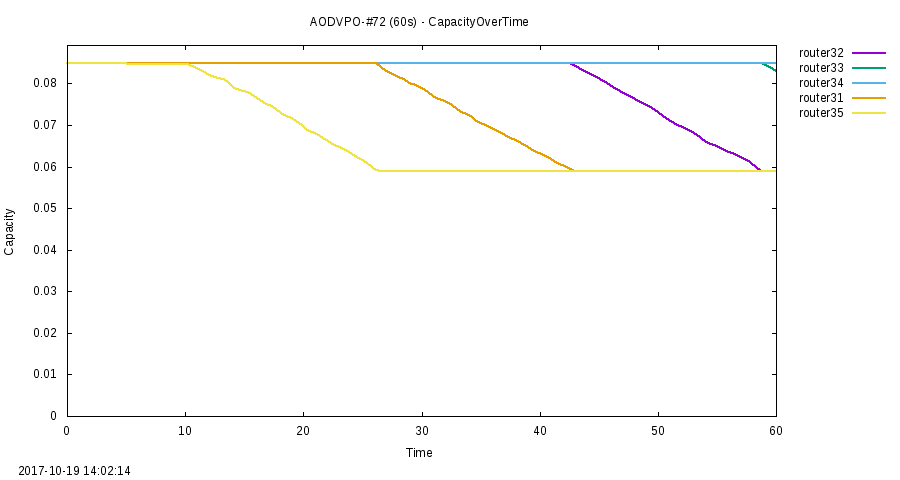 AODVPO-#72 (60s) - CapacityOverTime
router32
router33
router34
router31
router35
0.08
0.07
0.06
0.05
0.04
0.03
0.02
0.01
0
Capacity
0 10 20 30 40 50 60
Time
2017-10-19 14:02:14